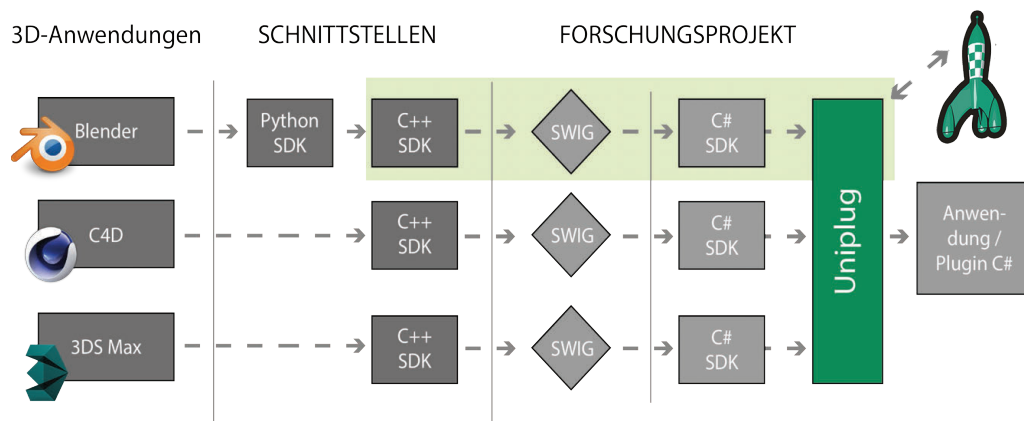 3D-Anwendungen
SCHNITTSTELLEN
FORSCHUNGSPROJEKT
Blender
Python
SDK
C++
SDK
SWIG
C#
SDK
C4D
C++
SDK
SWIG
C#
SDK
3DS Max
C++
SDK
SWIG
C#
SDK
Uniplug
Anwen-
dung /
Plugin C#